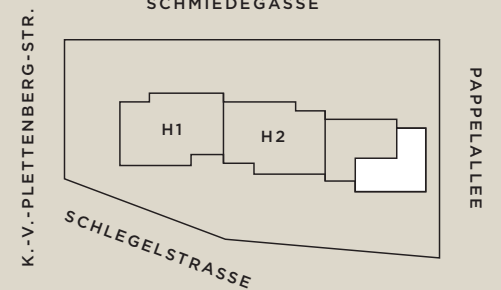 SCHMIEDEGASSE
K.-V.-PLETTENBERG-STR.
H1
H2
PAPPELALLEE
SCHLEGELSTRASSE